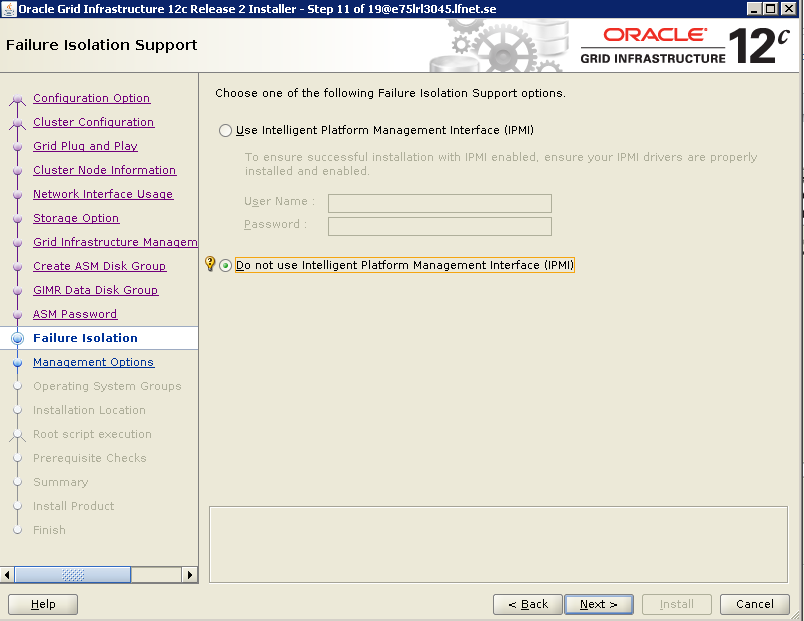 Oracle Grid Infrastructure 12c Release 2 Installer - Step 11 of 19@e75lrl3045.lfnet.se
Failure Isolation Support
ORACLE®
GRID INFRASTRUCTURE 12c
Configuration Option
Cluster Configuration
Grid Plug and Play
Cluster Node Information
Network Interface Usage
Storage Option
Grid Infrastructure Managem
Create ASM Disk Group
GIMR Data Disk Group
ASM Password
Failure Isolation
Management Options
Operating System Groups
Installation Location
Root script execution
Prerequisite Checks
Summary
Install Product
Finish
Choose one of the following Failure Isolation Support options.
Use Intelligent Platform Management Interface (IPMI)
To ensure successful installation with IPMI enabled, ensure your IPMI drivers are properly
installed and enabled.
User Name :
Password :
Do not use Intelligent Platform Management Interface (IPMI)
Help
< Back
Next >
Install
Cancel